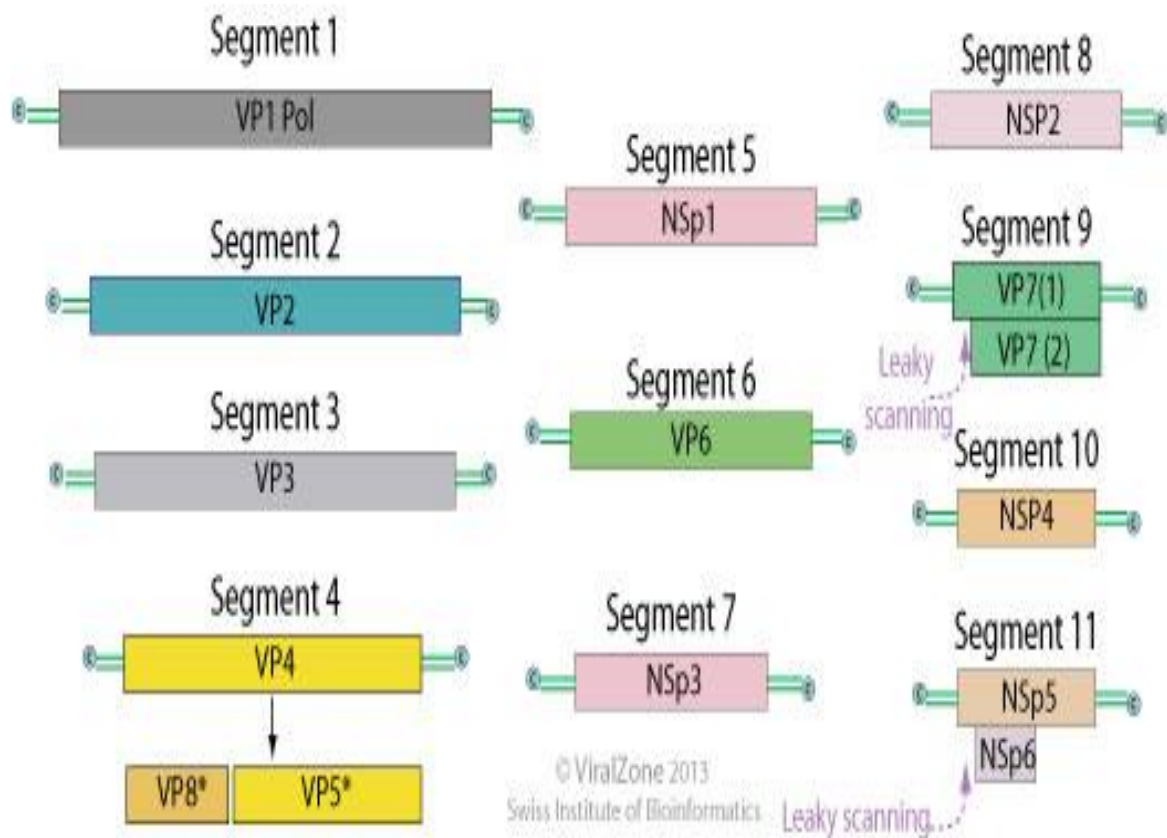 Segment 1
VP1 Pol
Segment 2
VP2
Segment 3
VP3
Segment 4
VP4
VP8*
VP5*
Segment 5
NSp1
Segment 6
VP6
Segment 7
NSp3
© ViralZone 2013
Swiss Institute of Bioinformatics
Segment 8
NSP2
Segment 9
VP7(1)
VP7 (2)
Leaky
scanning
Segment 10
NSP4
Segment 11
NSp5
NSp6
Leaky scanning